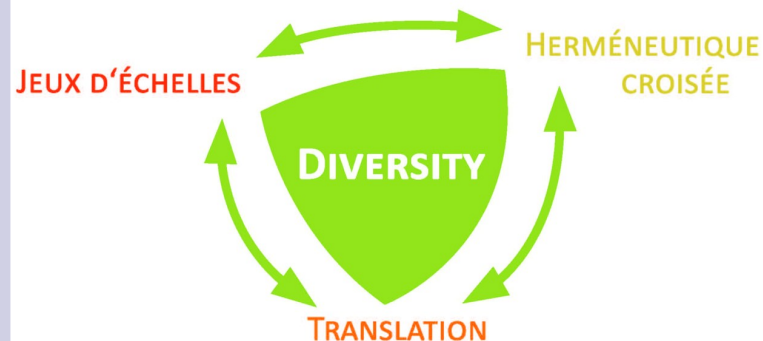 JEUX D‘ÉCHELLES
HERMÉNEUTIQUE
CROISÉE
DIVERSITY
TRANSLATION